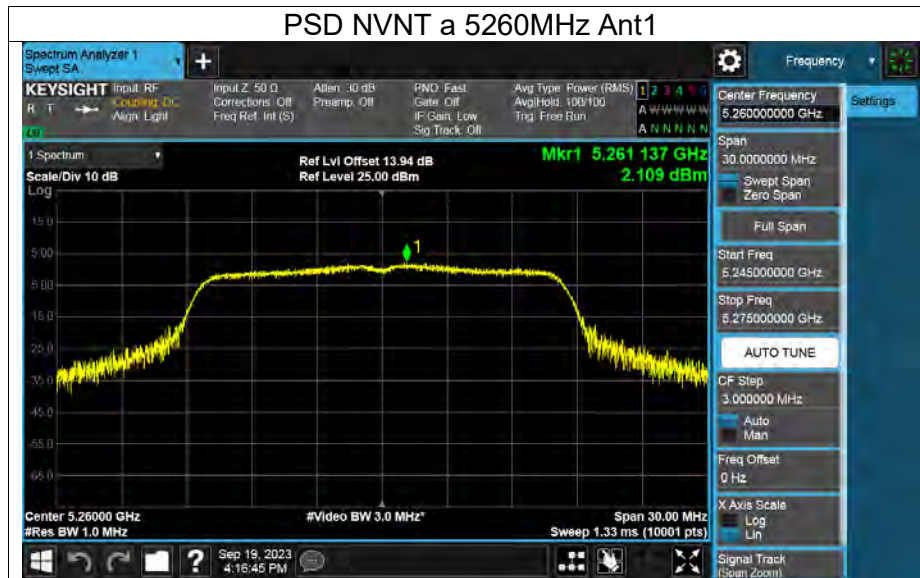 PSD NVNT a 5260MHz Ant1
Spectrum Analyzer 1
Swept SA
+
Frequency
KEYSIGHT
R T
LXI
Input: RF
Coupling: DC
Align: Light
Input Z: 50 Ω
Corrections: Off
Freq Ref: Int (S)
Atten: 30 dB
Preamp: Off
PNO: Fast
Gate: Off
IF Gain: Low
Sig Track: Off
Avg Type: Power (RMS)
Avg|Hold: 100/100
Trig: Free Run
1 2 3 4 5 6
A W W W W W
A N N N N N
Center Frequency
5.260000000 GHz
Settings
Span
30.0000000 MHz
Swept Span
Zero Span
Full Span
Start Freq
5.245000000 GHz
Stop Freq
5.275000000 GHz
AUTO TUNE
CF Step
3.000000 MHz
Auto
Man
Freq Offset
0 Hz
X Axis Scale
Log
Lin
Signal Track
(Span Zoom)
1 Spectrum
Scale/Div 10 dB
Ref Lvl Offset 13.94 dB
Ref Level 25.00 dBm
Mkr1 5.261 137 GHz
2.109 dBm
Log
15.0
5.00
-5.00
-15.0
-25.0
-35.0
-45.0
-55.0
-65.0
1
Center 5.26000 GHz
#Res BW 1.0 MHz
#Video BW 3.0 MHz*
Span 30.00 MHz
Sweep 1.33 ms (10001 pts)
?
Sep 19, 2023
4:16:45 PM